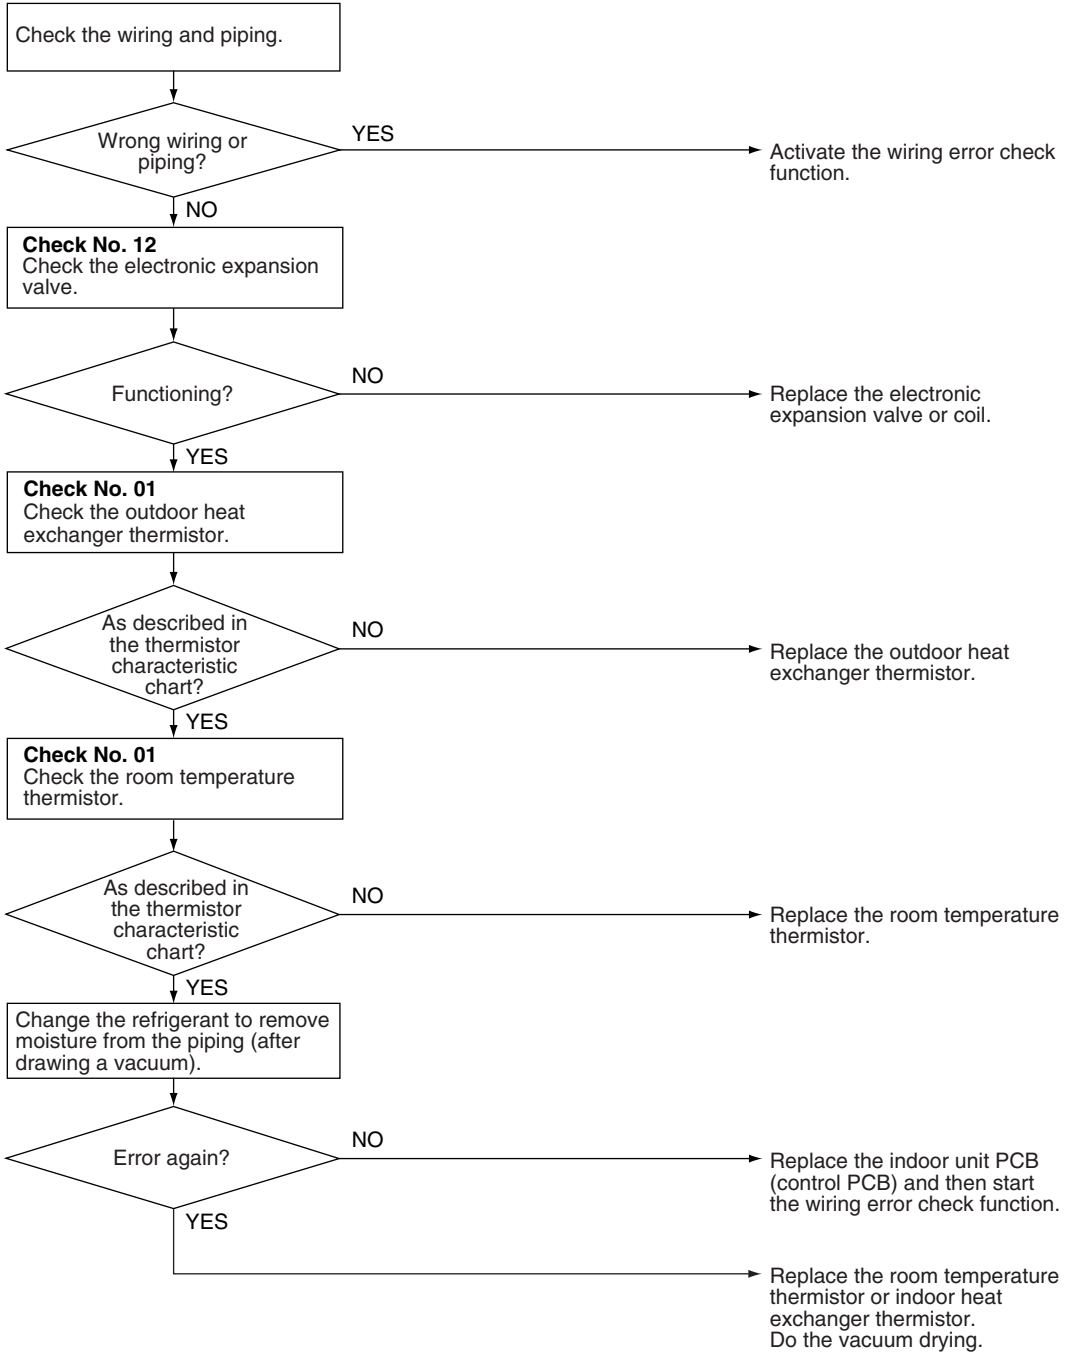 Check the wiring and piping.
Wrong wiring or
piping?
YES
Activate the wiring error check
function.
NO
Check No. 12
Check the electronic expansion
valve.
Functioning?
NO
Replace the electronic
expansion valve or coil.
YES
Check No. 01
Check the outdoor heat
exchanger thermistor.
As described in
the thermistor
characteristic
chart?
NO
Replace the outdoor heat
exchanger thermistor.
YES
Check No. 01
Check the room temperature
thermistor.
As described in
the thermistor
characteristic
chart?
NO
Replace the room temperature
thermistor.
YES
Change the refrigerant to remove
moisture from the piping (after
drawing a vacuum).
Error again?
NO
Replace the indoor unit PCB
(control PCB) and then start
the wiring error check function.
YES
Replace the room temperature
thermistor or indoor heat
exchanger thermistor.
Do the vacuum drying.